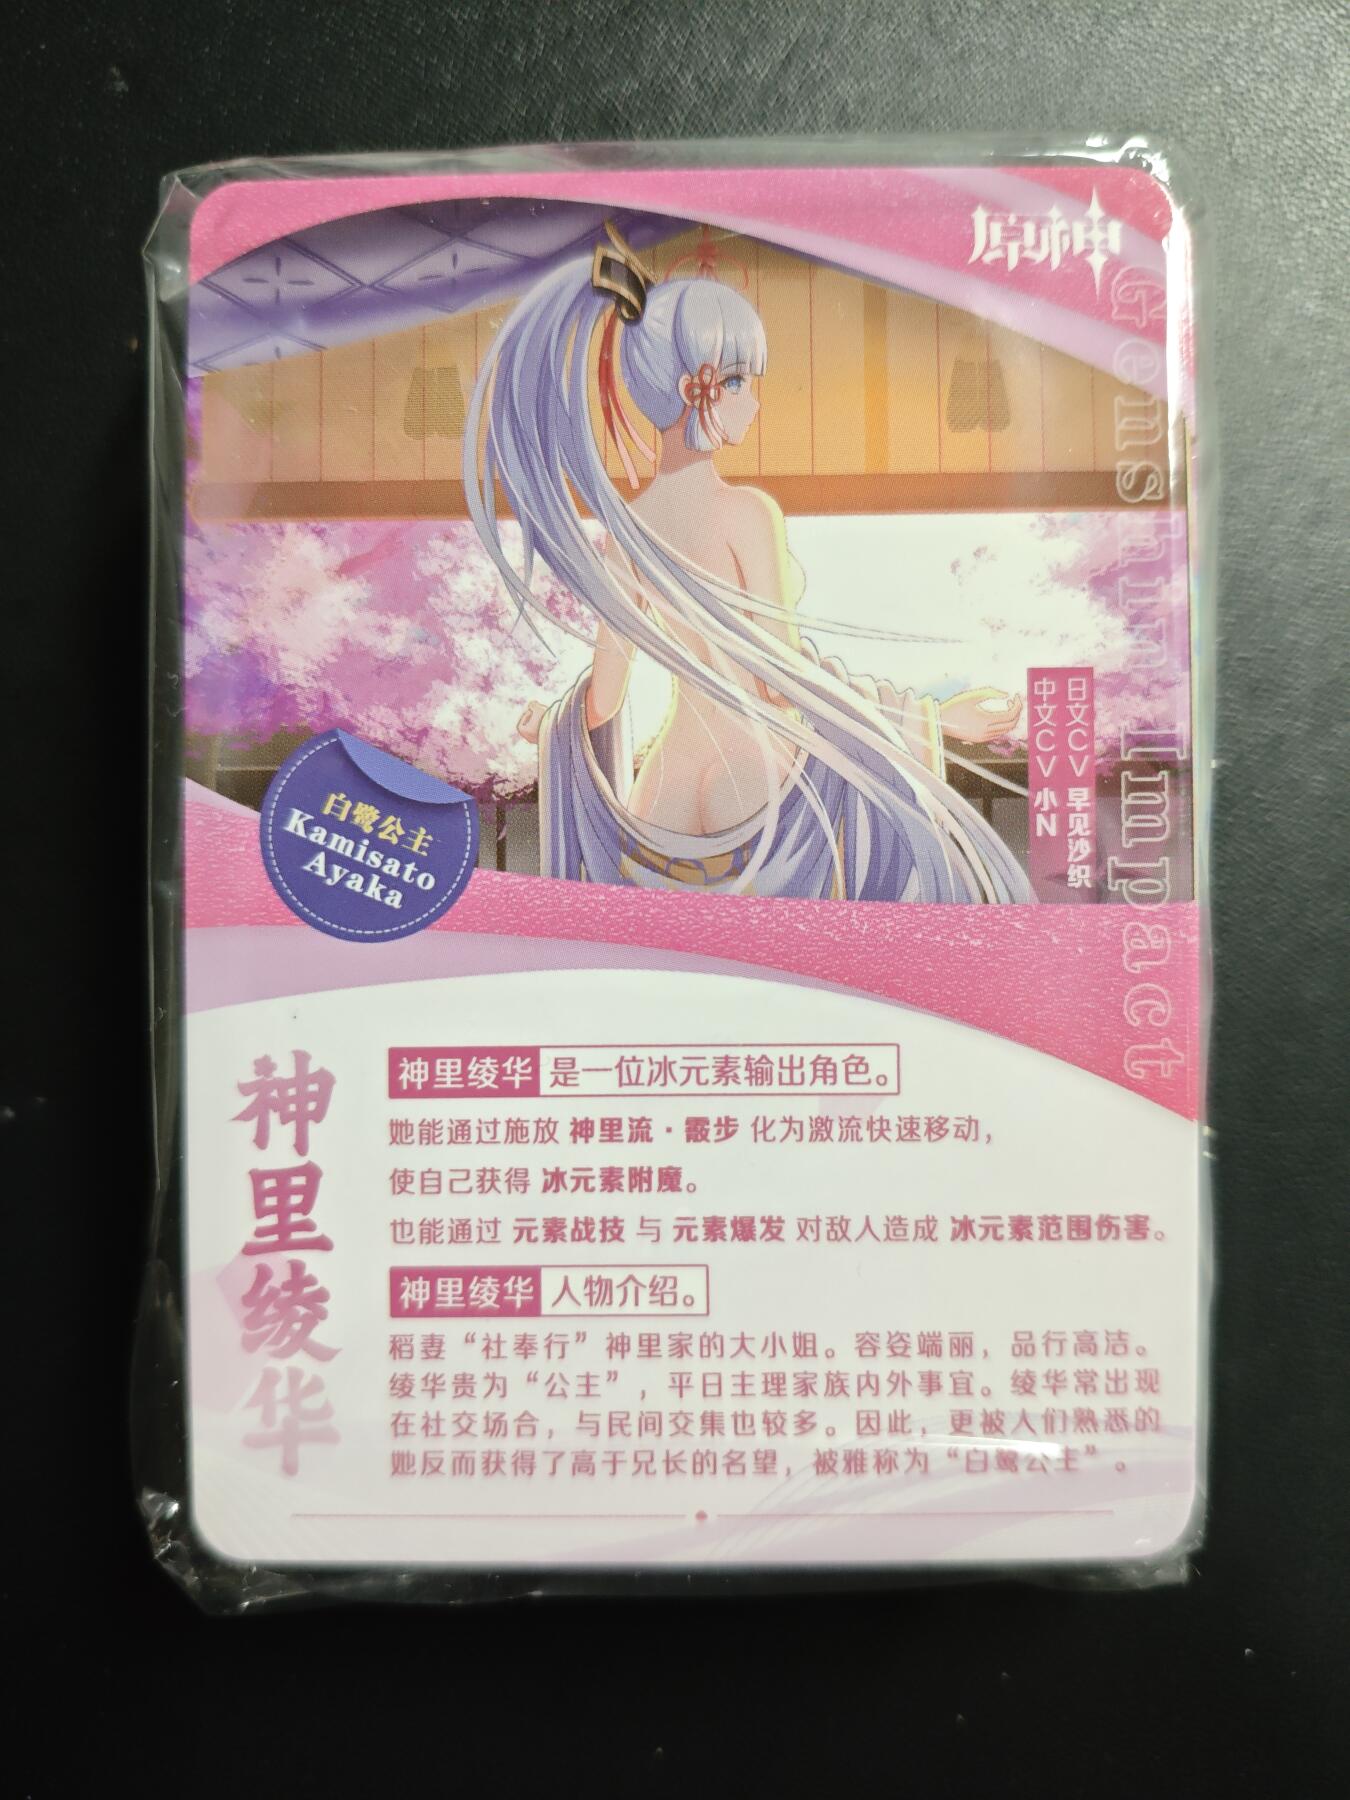 原神
Genshin Impact
日文CV 早见沙织
中文CV 小N
白鹭公主
Kamisato
Ayaka
神里绫华
神里绫华 是一位冰元素输出角色。
她能通过施放 神里流·霰步 化为激流快速移动，
使自己获得 冰元素附魔。
也能通过 元素战技 与 元素爆发 对敌人造成 冰元素范围伤害。
神里绫华 人物介绍。
稻妻“社奉行”神里家的大小姐。容姿端丽，品行高洁。
绫华贵为“公主”，平日主理家族内外事宜。绫华常出现
在社交场合，与民间交集也较多。因此，更被人们熟悉的
她反而获得了高于兄长的名望，被雅称为“白鹭公主”。